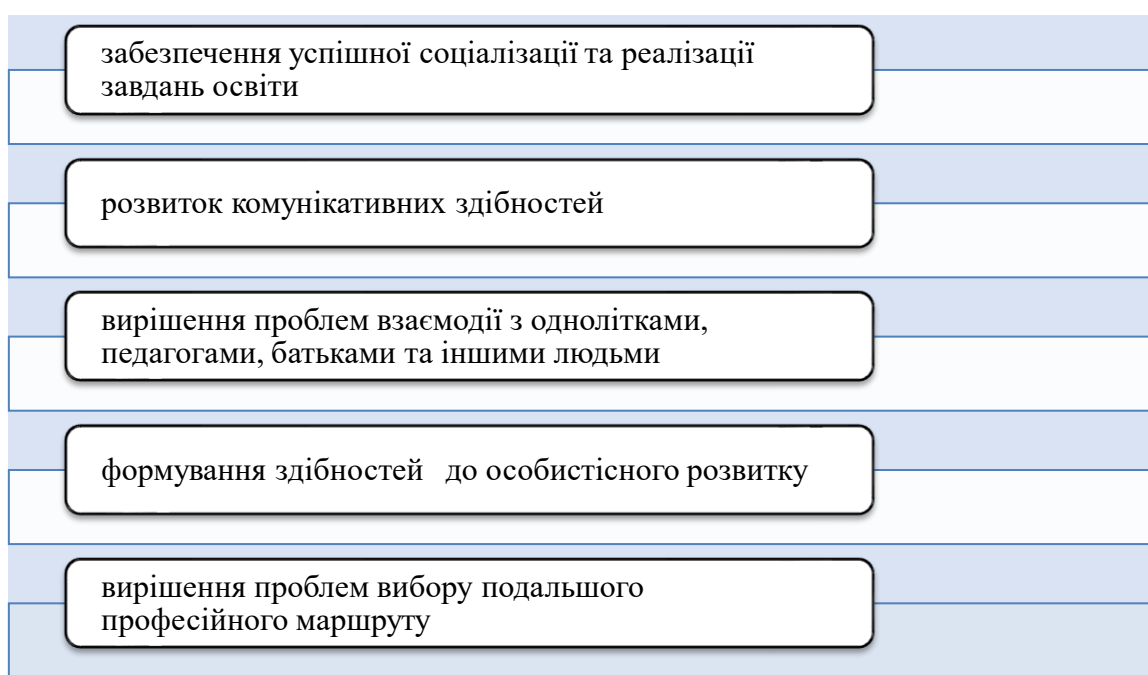 забезпечення успішної соціалізації та реалізації
завдань освіти
розвиток комунікативних здібностей
вирішення проблем взаємодії з однолітками,
педагогами, батьками та іншими людьми
формування здібностей до особистісного розвитку
вирішення проблем вибору подальшого
професійного маршруту